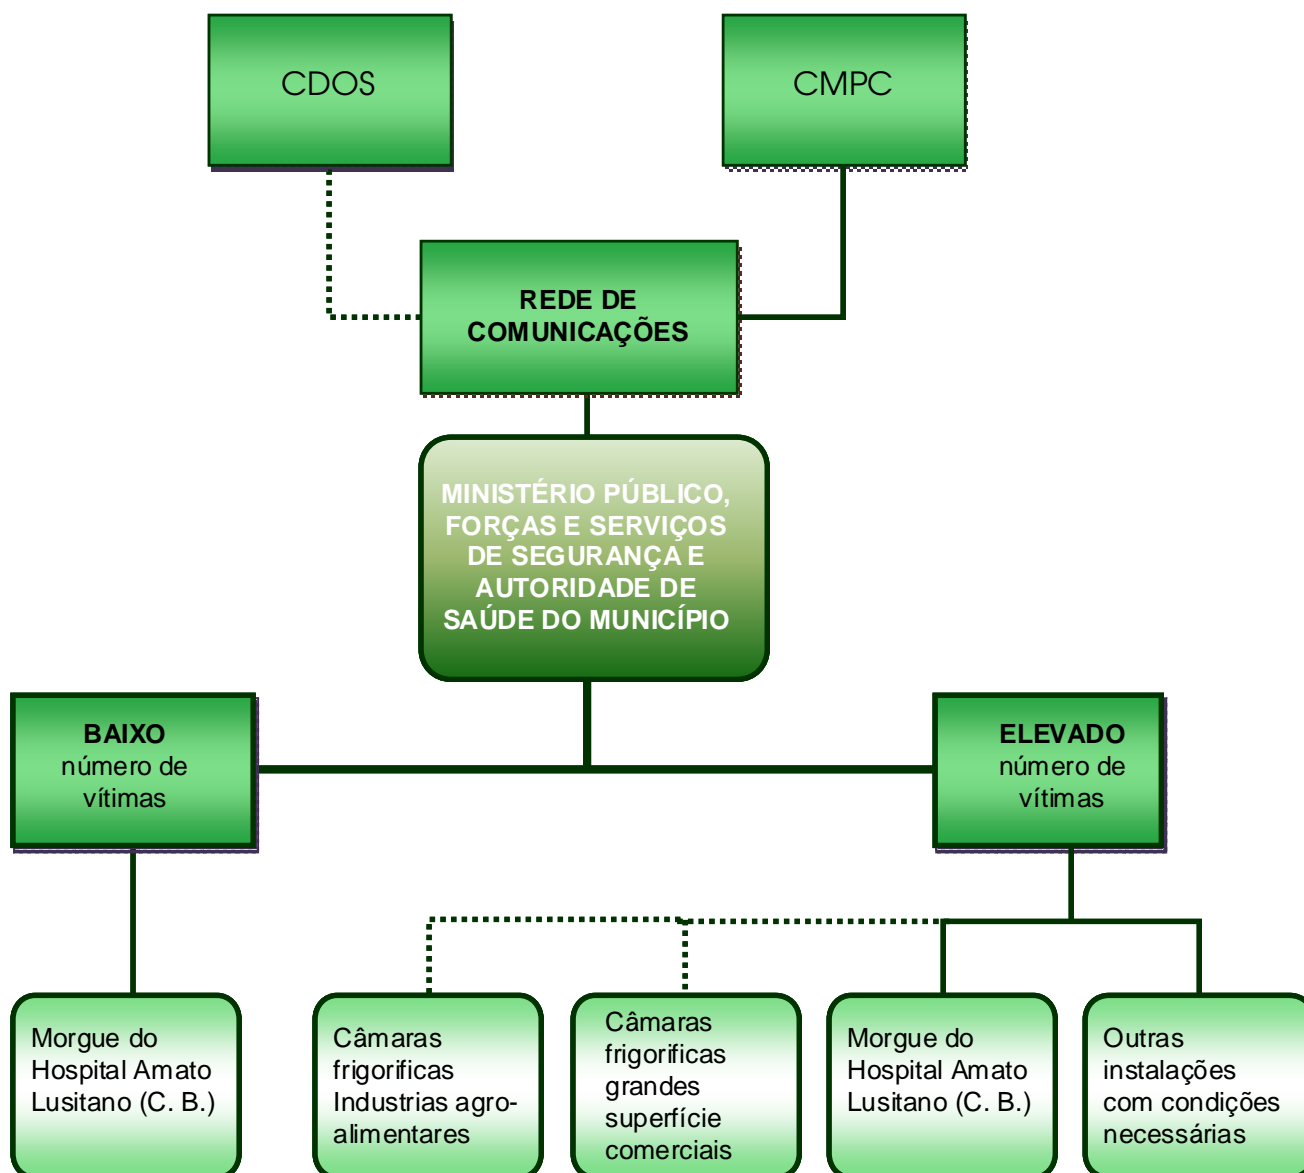 CDOS
CMPC
REDE DE
COMUNICAÇÕES
MINISTÉRIO PÚBLICO,
FORÇAS E SERVIÇOS
DE SEGURANÇA E
AUTORIDADE DE
SAÚDE DO MUNICÍPIO
BAIXO
número de
vítimas
ELEVADO
número de
vítimas
Morgue do
Hospital Amato
Lusitano (C. B.)
Câmaras
frigorificas
Industrias agro-
alimentares
Câmaras
frigorificas
grandes
superfície
comerciais
Morgue do
Hospital Amato
Lusitano (C. B.)
Outras
instalações
com condições
necessárias